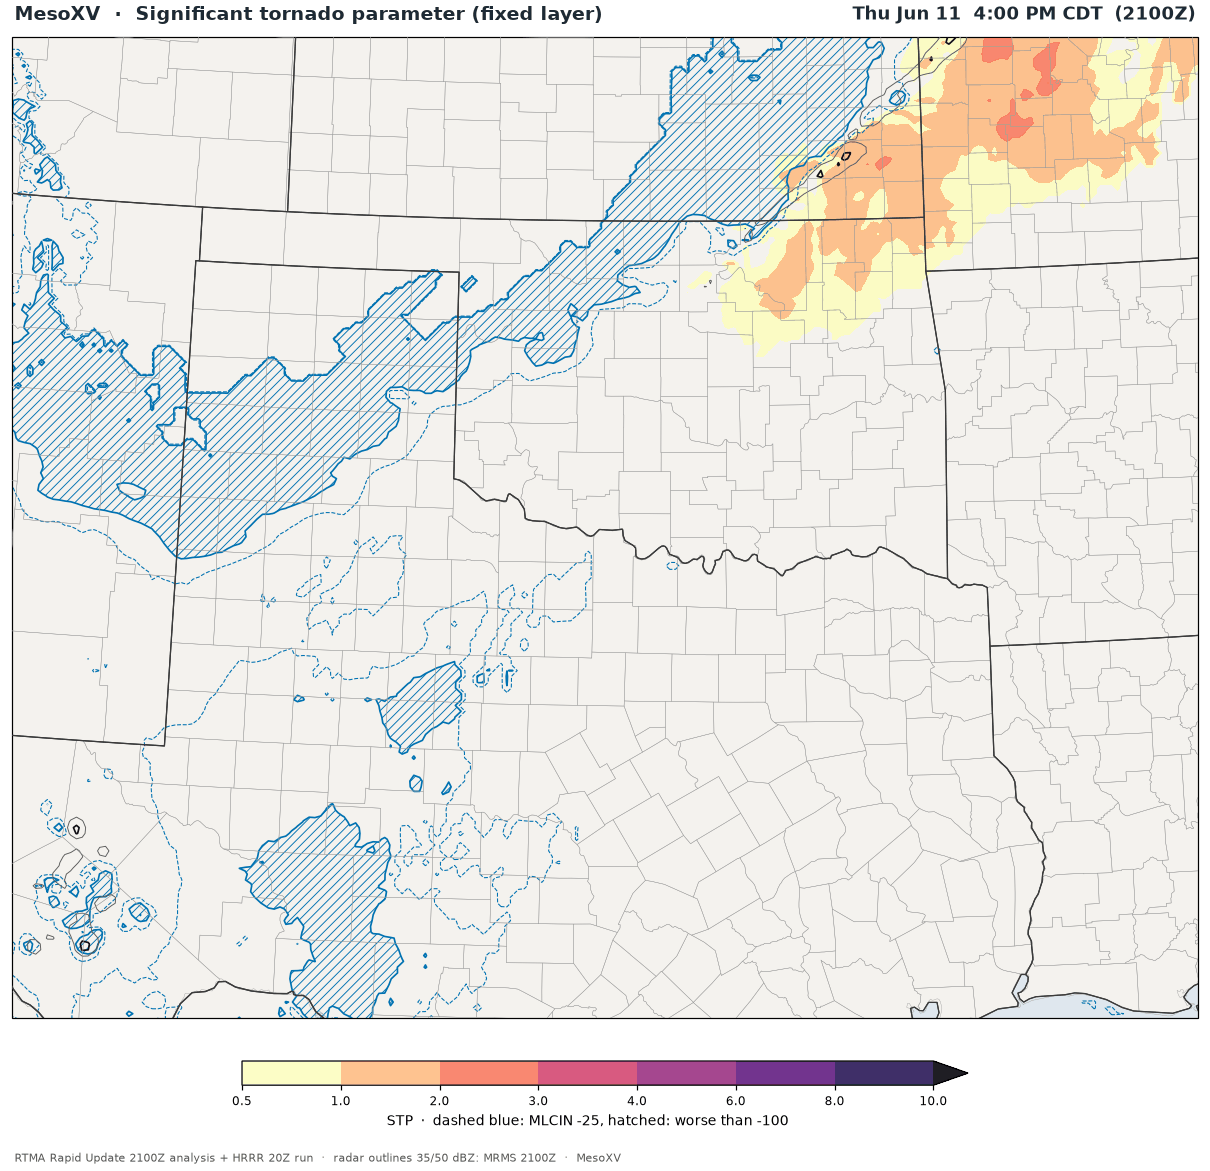 MesoXV · Significant tornado parameter (fixed layer)
Thu Jun 11 4:00 PM CDT (2100Z)
0.5 1.0 2.0 3.0 4.0 6.0 8.0 10.0
STP · dashed blue: MLCIN -25, hatched: worse than -100
RTMA Rapid Update 2100Z analysis + HRRR 20Z run · radar outlines 35/50 dBZ: MRMS 2100Z · MesoXV